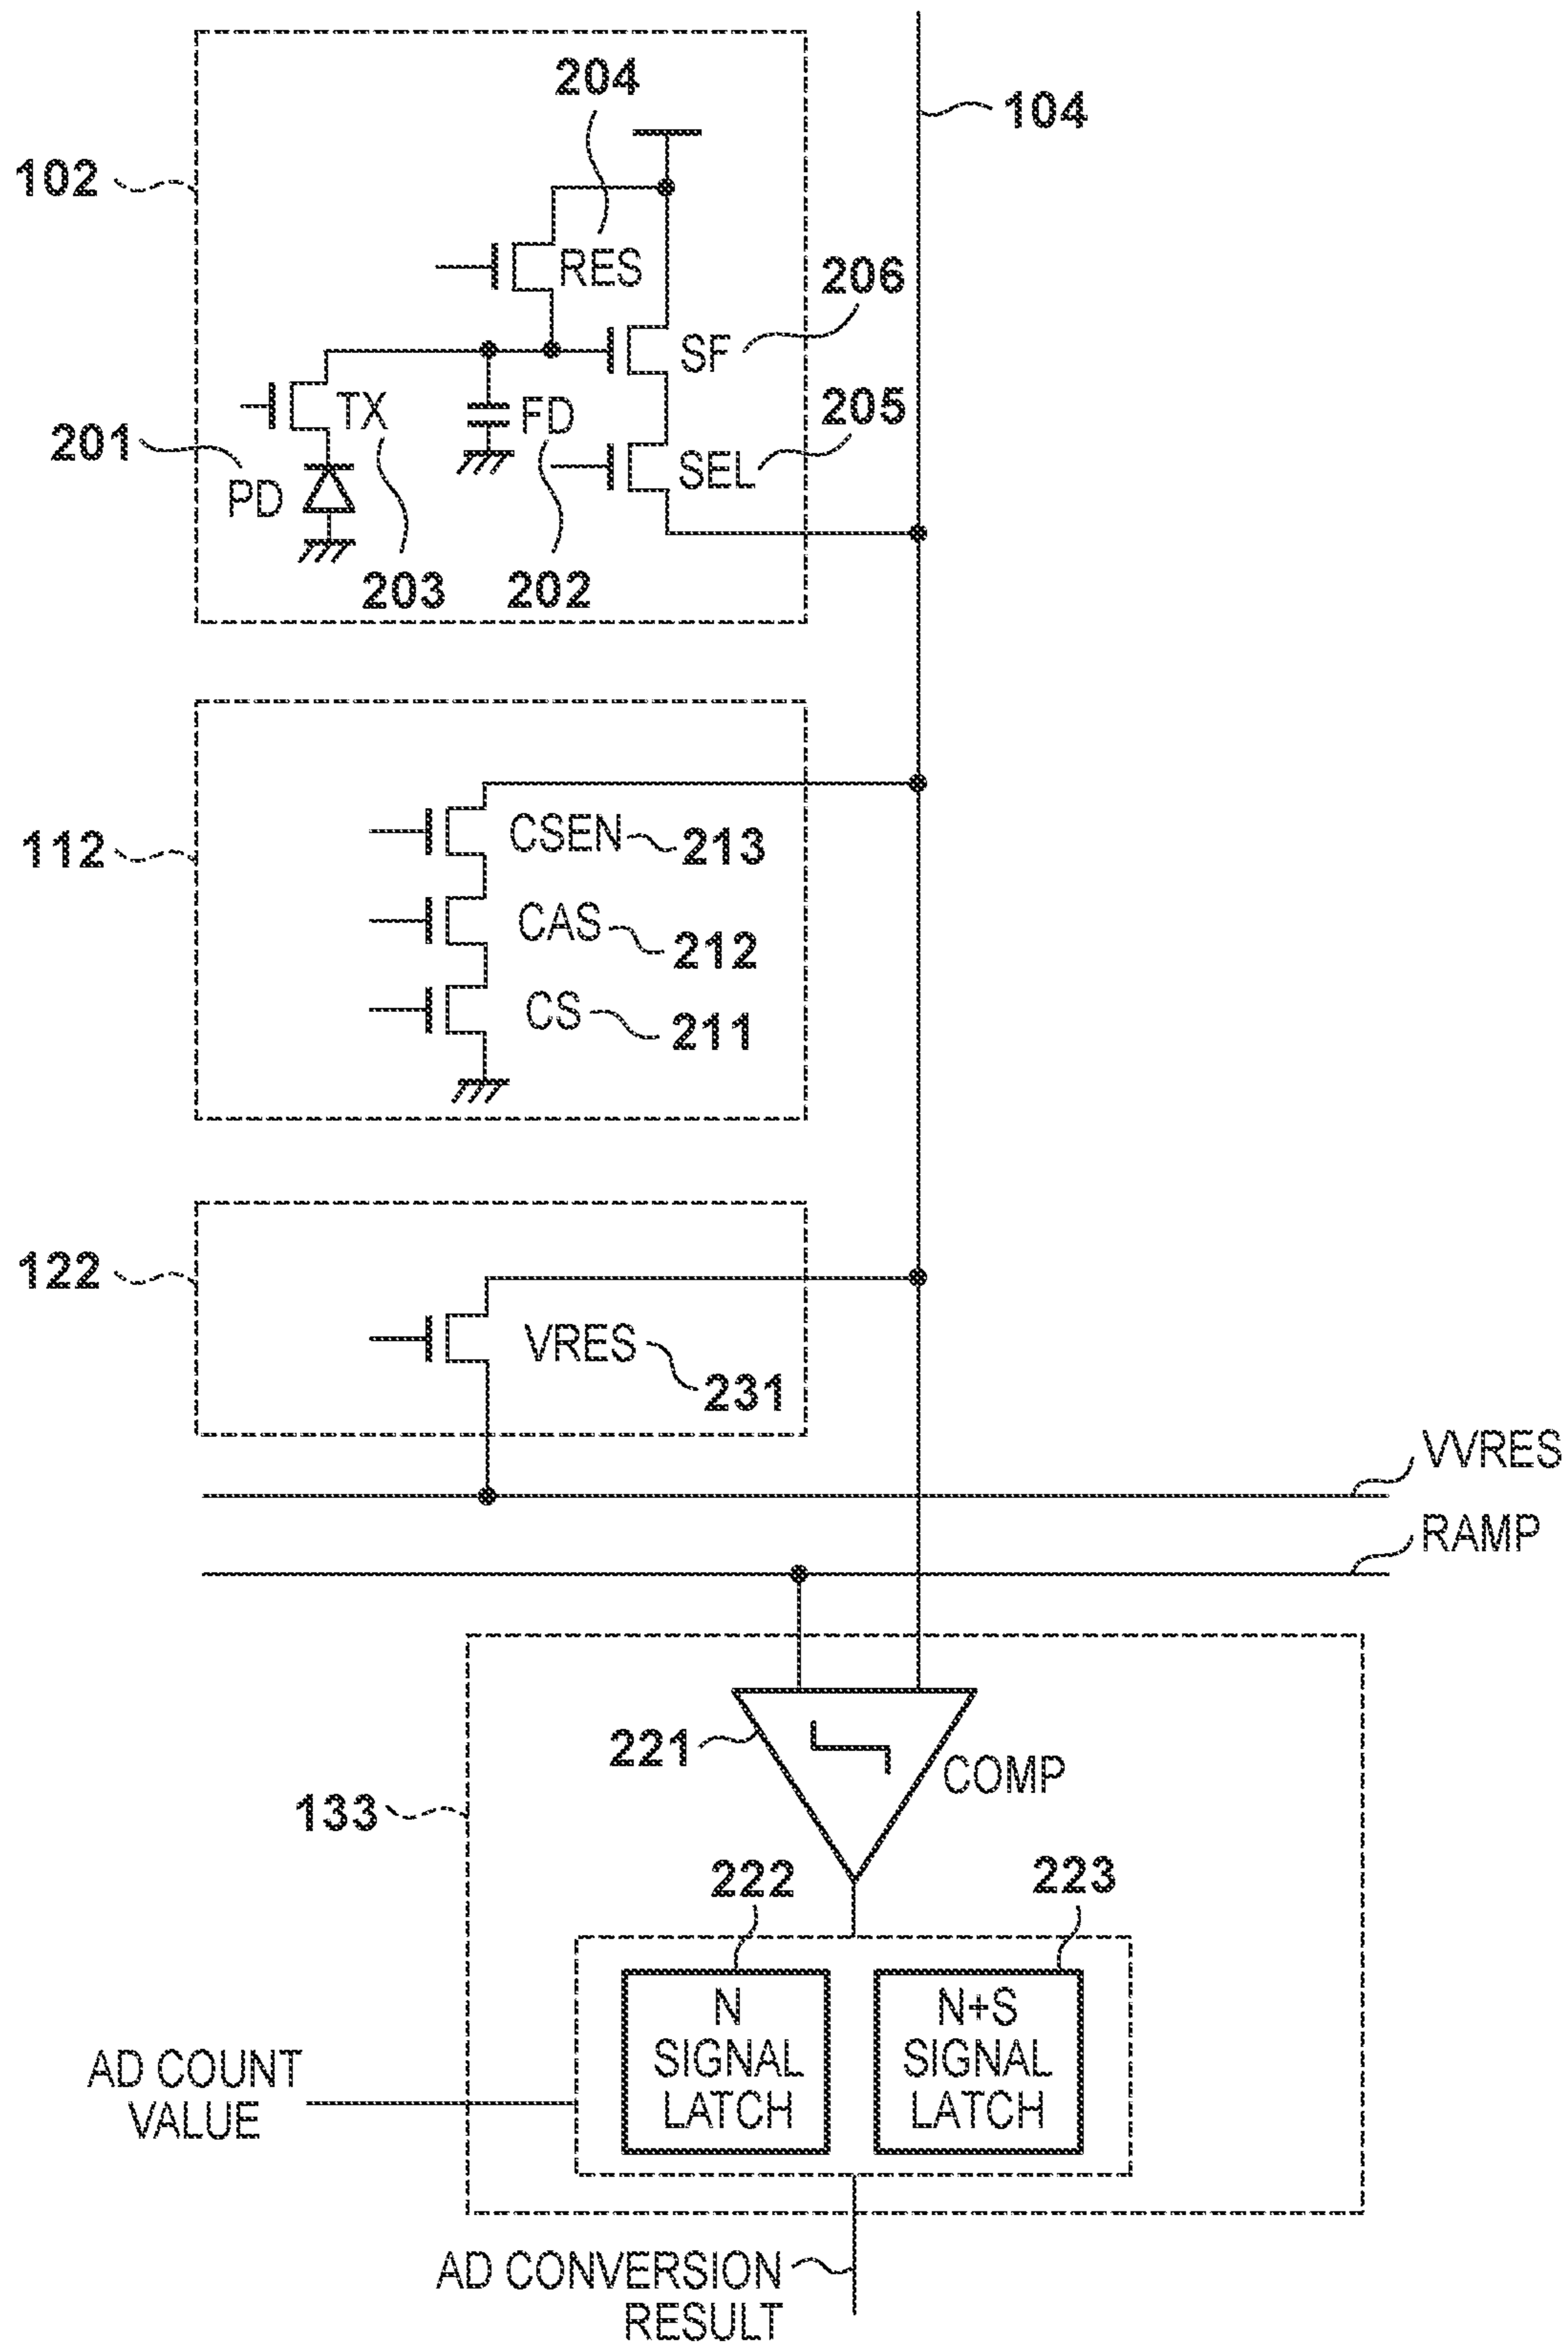 204
104
102
RES
206
SF
205
TX
FD
201
SEL
PD
203
202
CSEN
213
112
CAS
212
CS
211
122
VRES
231
VVRES
RAMP
221
COMP
133
222
223
N
SIGNAL
LATCH
N+S
SIGNAL
LATCH
AD COUNT
VALUE
AD CONVERSION
RESULT